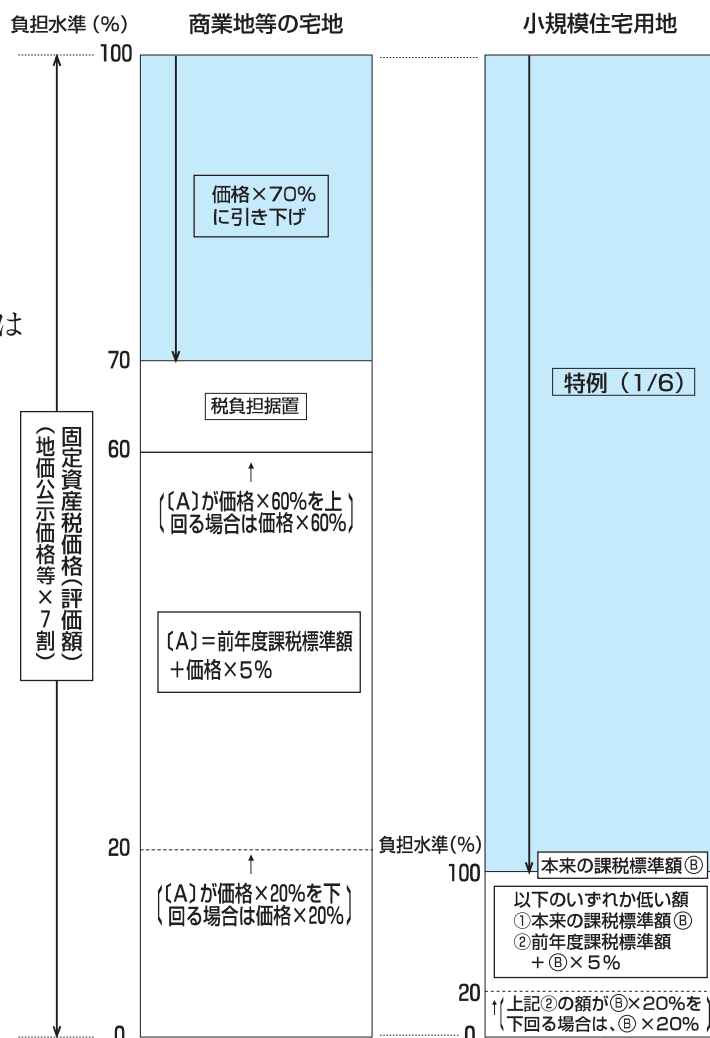 負担水準(%)
商業地等の宅地
小規模住宅用地
100
価格×70%
に引き下げ
は
70
税負担据置
60
特例（1/6）
固定資産税価格(評価額)
(地価公示価格等×7割)
↑
(〔A〕が価格×60%を上
回る場合は価格×60%)
〔A〕＝前年度課税標準額
＋価格×5%
20
↑
(〔A〕が価格×20%を下
回る場合は価格×20%)
0
負担水準(%)
100
本来の課税標準額Ⓑ
以下のいずれか低い額
①本来の課税標準額Ⓑ
②前年度課税標準額
＋Ⓑ×5%
20
↑(上記②の額がⒷ×20%を
下回る場合は、Ⓑ×20%)
0